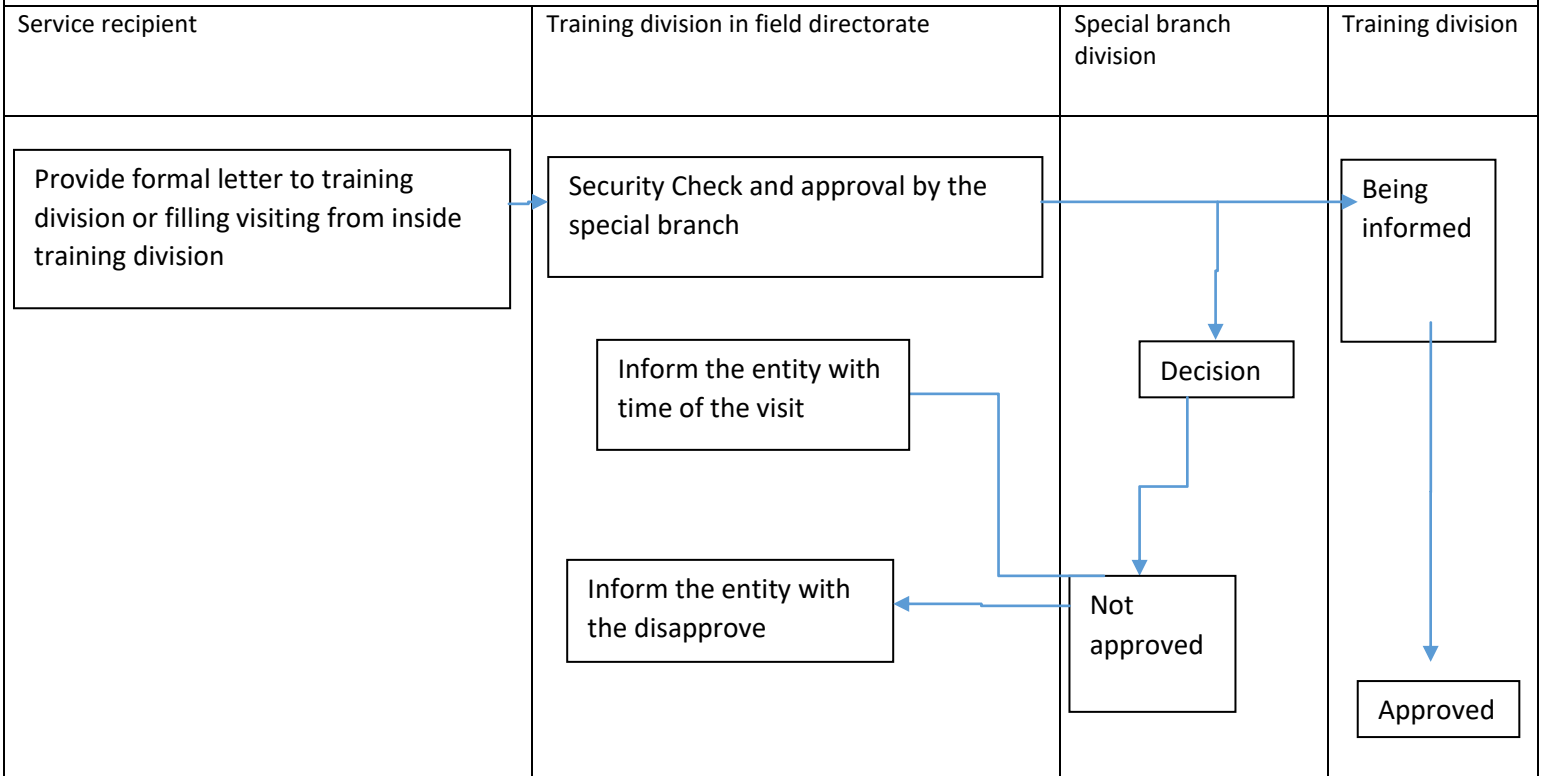 Service recipient
Training division in field directorate
Special branch
division
Training division
Provide formal letter to training
division or filling visiting from inside
training division
Security Check and approval by the
special branch
Being
informed
Inform the entity with
time of the visit
Decision
Inform the entity with
the disapprove
Not
approved
Approved